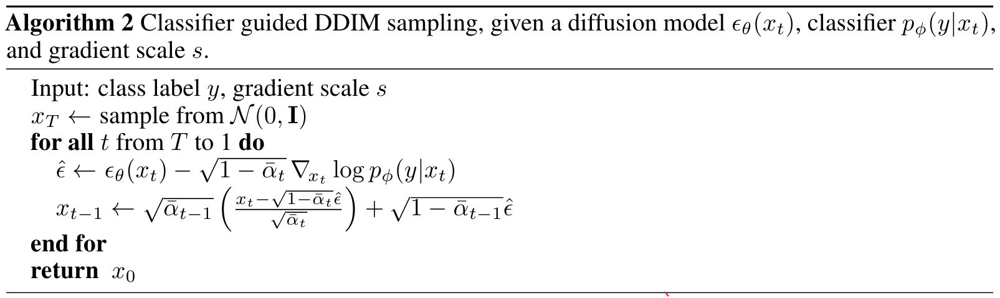 Algorithm 2 Classifier guided DDIM sampling, given a diffusion model $\epsilon_\theta(x_t)$, classifier $p_\phi(y|x_t)$,
and gradient scale $s$.
Input: class label $y$, gradient scale $s$
$x_T \leftarrow$ sample from $\mathcal{N}(0, \mathbf{I})$
for all $t$ from $T$ to 1 do
$\hat{\epsilon} \leftarrow \epsilon_\theta(x_t) - \sqrt{1 - \bar{\alpha}_t} \nabla_{x_t} \log p_\phi(y|x_t)$
$x_{t-1} \leftarrow \sqrt{\bar{\alpha}_{t-1}} \left( \frac{x_t - \sqrt{1 - \bar{\alpha}_t} \hat{\epsilon}}{\sqrt{\bar{\alpha}_t}} \right) + \sqrt{1 - \bar{\alpha}_{t-1}} \hat{\epsilon}$
end for
return $x_0$